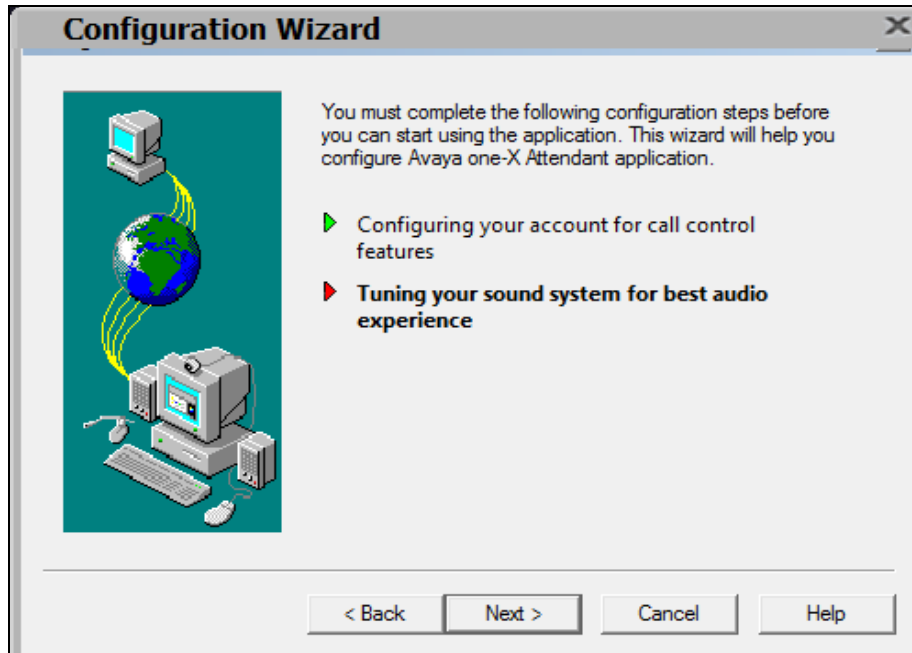 Configuration Wizard
You must complete the following configuration steps before
you can start using the application. This wizard will help you
configure Avaya one-X Attendant application.
Configuring your account for call control
features
Tuning your sound system for best audio
experience
< Back
Next >
Cancel
Help